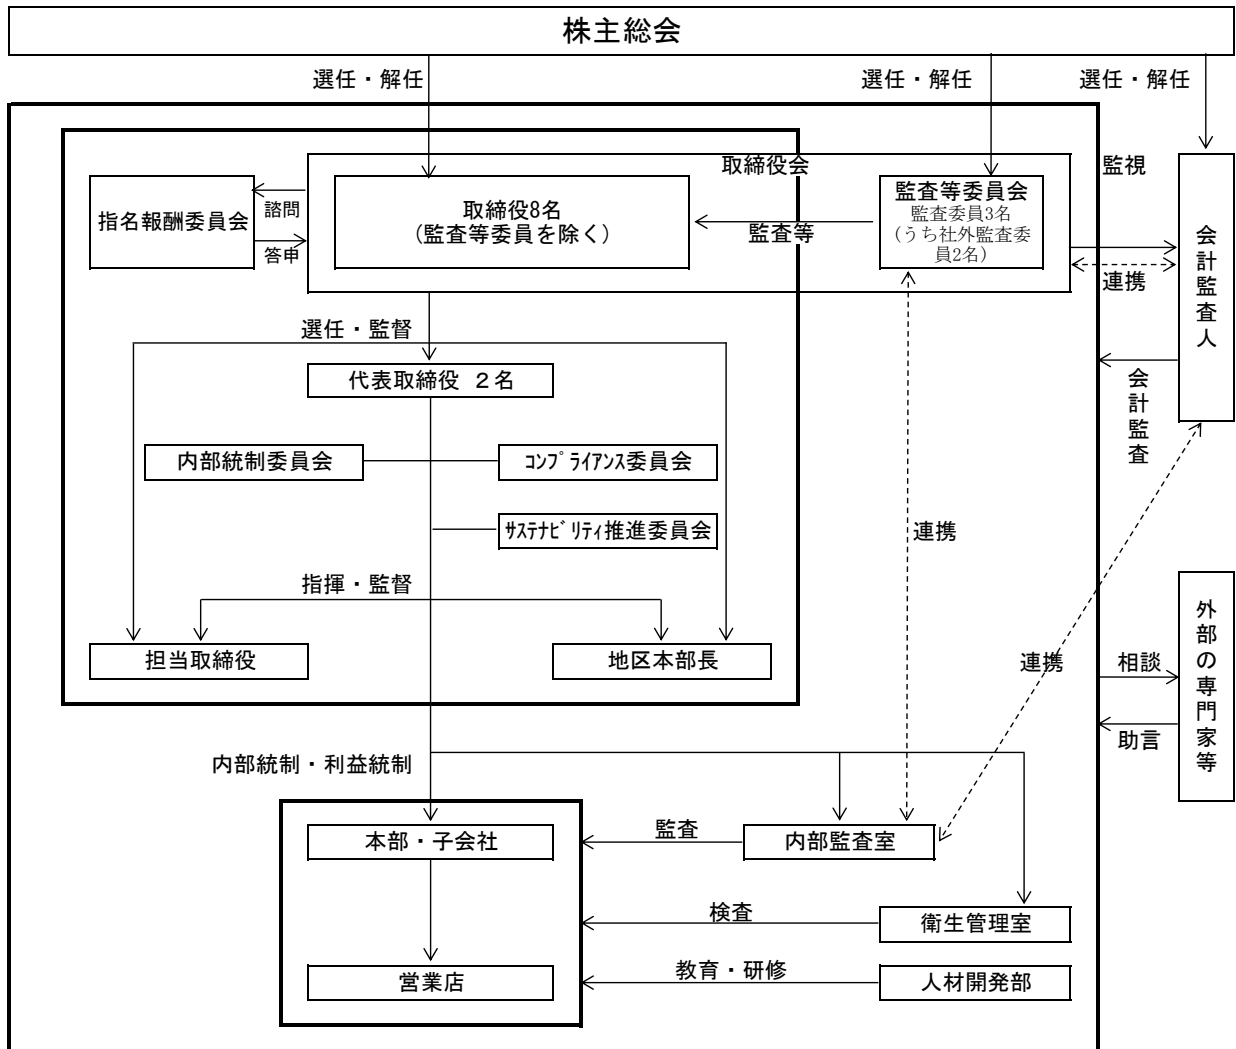 株主総会
選任・解任
選任・解任
選任・解任
取締役会
監視
指名報酬委員会
諮問
答申
取締役8名
(監査等委員を除く)
監査等
監査等委員会
監査委員3名
(うち社外監査委
員2名)
連携
会計監査人
会計監査
選任・監督
代表取締役 2名
内部統制委員会
コンプライアンス委員会
サステナビリティ推進委員会
連携
指揮・監督
担当取締役
地区本部長
連携
外部の専門家等
相談
助言
内部統制・利益統制
本部・子会社
監査
内部監査室
検査
衛生管理室
教育・研修
人材開発部
営業店